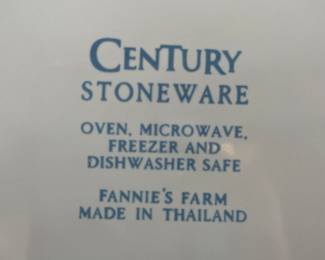 CENTURY
STONEWARE
OVEN, MICROWAVE,
FREEZER AND
DISHWASHER SAFE
FANNIE'S FARM
MADE IN THAILAND